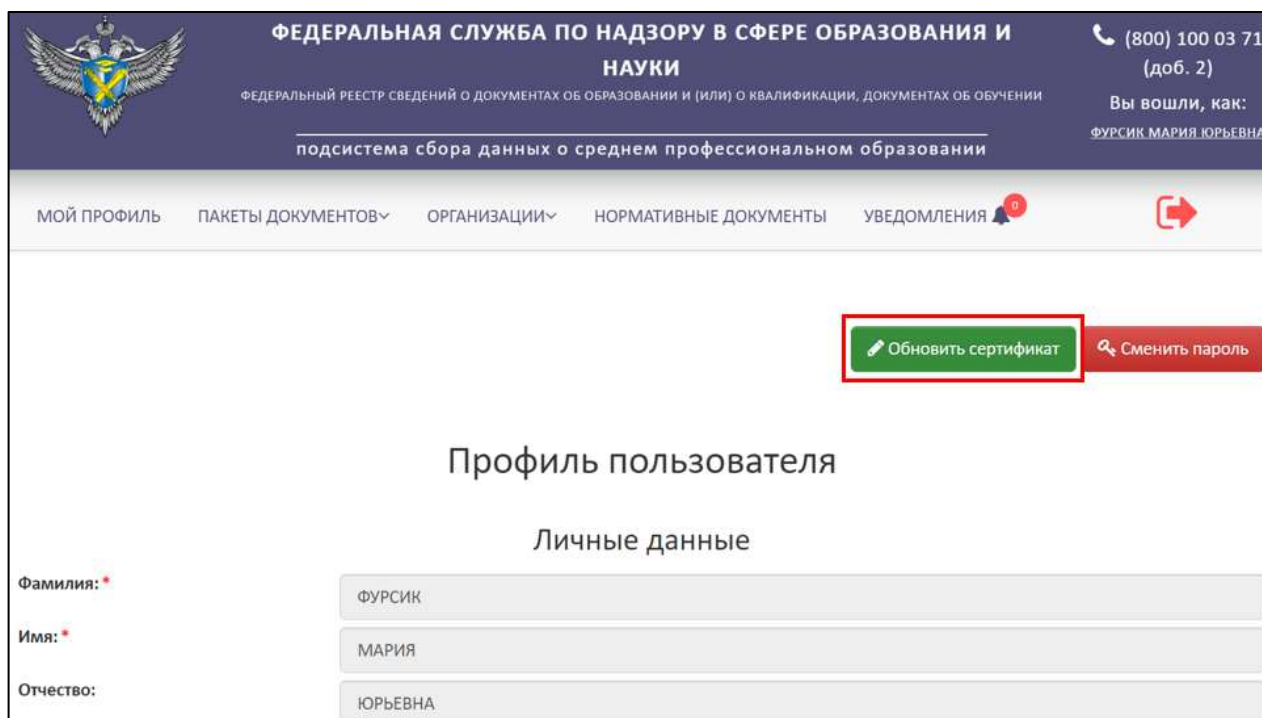 ФЕДЕРАЛЬНАЯ СЛУЖБА ПО НАДЗОРУ В СФЕРЕ ОБРАЗОВАНИЯ И
НАУКИ
ФЕДЕРАЛЬНЫЙ РЕЕСТР СВЕДЕНИЙ О ДОКУМЕНТАХ ОБ ОБРАЗОВАНИИ И (ИЛИ) О КВАЛИФИКАЦИИ, ДОКУМЕНТАХ ОБ ОБУЧЕНИИ
подсистема сбора данных о среднем профессиональном образовании
(800) 100 03 71
(доб. 2)
Вы вошли, как:
ФУРСИК МАРИЯ ЮРЬЕВНА
МОЙ ПРОФИЛЬ ПАКЕТЫ ДОКУМЕНТОВ ОРГАНИЗАЦИИ НОРМАТИВНЫЕ ДОКУМЕНТЫ УВЕДОМЛЕНИЯ 0
Обновить сертификат Сменить пароль
Профиль пользователя
Личные данные
Фамилия: * ФУРСИК
Имя: * МАРИЯ
Отчество: ЮРЬЕВНА